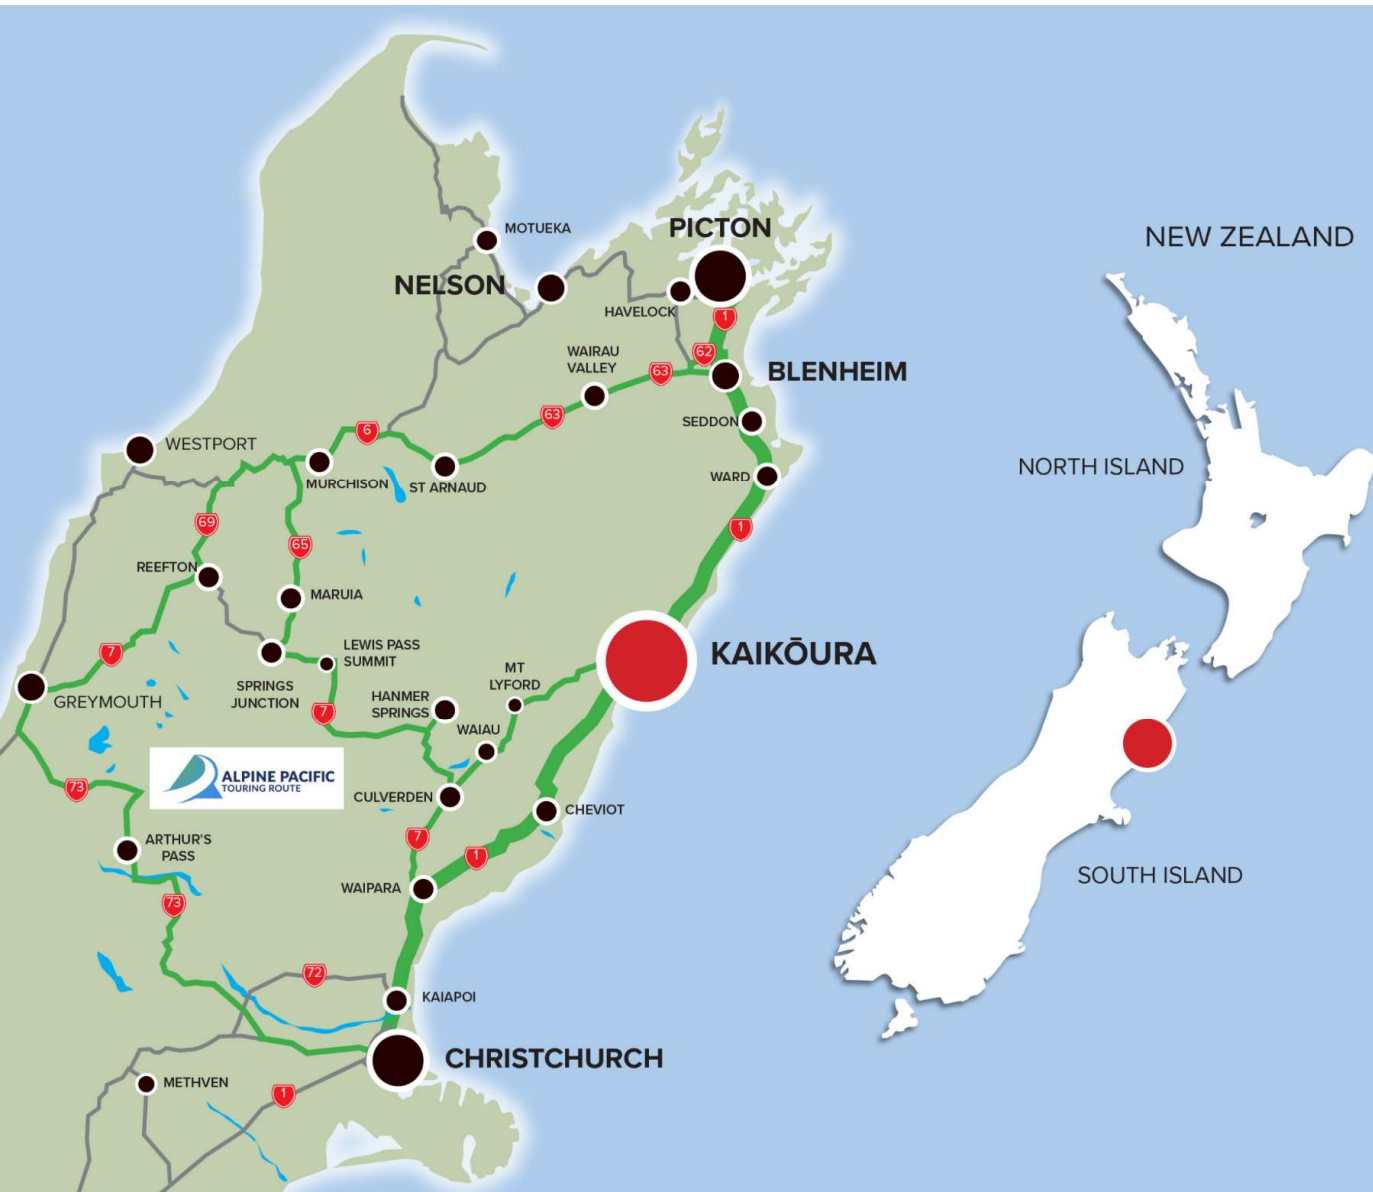 MOTUEKA
PICTON
NEW ZEALAND
NELSON
HAVELOCK
1
WAIRAU
VALLEY
62
63
BLENHEIM
63
SEDDON
6
WESTPORT
NORTH ISLAND
MURCHISON
ST ARNAUD
WARD
69
1
65
REEFTON
MARUIA
7
LEWIS PASS
SUMMIT
KAIKŌURA
MT
LYFORD
SPRINGS
JUNCTION
HANMER
SPRINGS
GREYMOUTH
7
WAIAU
ALPINE PACIFIC
TOURING ROUTE
73
CULVERDEN
CHEVIOT
ARTHUR'S
PASS
7
1
WAIPARA
SOUTH ISLAND
73
72
KAIAPOI
CHRISTCHURCH
METHVEN
1